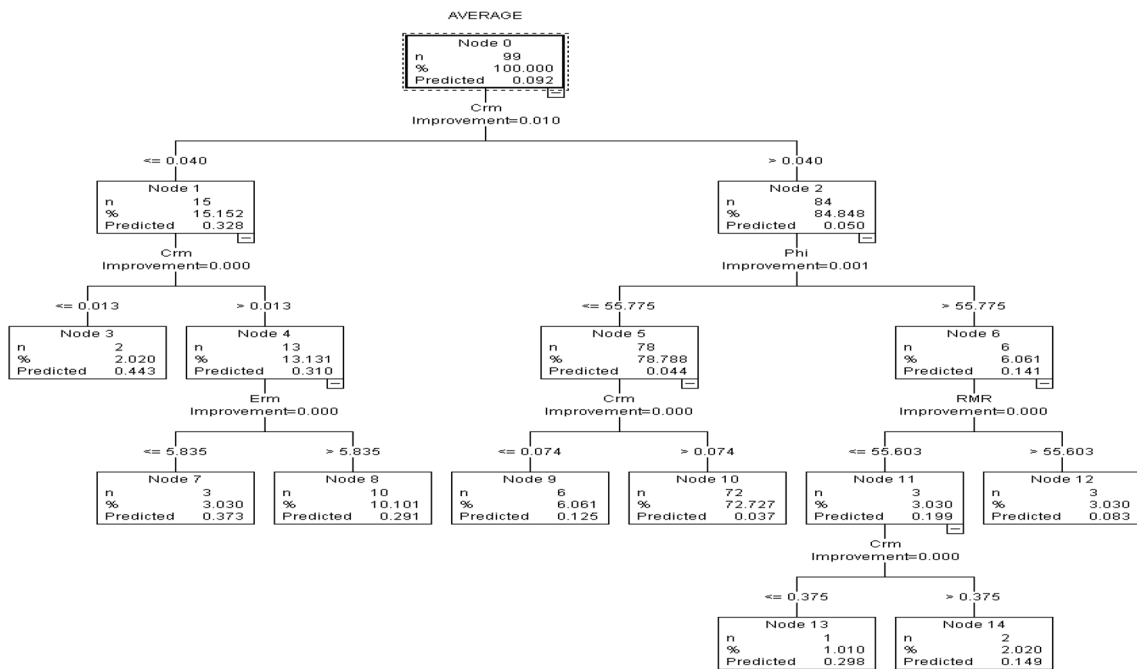 AVERAGE
Node 0
n 99
% 100.000
Predicted 0.092
Crm
Improvement=0.010
<= 0.040
> 0.040
Node 1
n 15
% 15.152
Predicted 0.328
Node 2
n 84
% 84.848
Predicted 0.050
Crm
Improvement=0.000
Phi
Improvement=0.001
<= 0.013
> 0.013
<= 55.775
> 55.775
Node 3
n 2
% 2.020
Predicted 0.443
Node 4
n 13
% 13.131
Predicted 0.310
Node 5
n 78
% 78.788
Predicted 0.044
Node 6
n 6
% 6.061
Predicted 0.141
Erm
Improvement=0.000
Crm
Improvement=0.000
RMR
Improvement=0.000
<= 5.835
> 5.835
<= 0.074
> 0.074
<= 55.603
> 55.603
Node 7
n 3
% 3.030
Predicted 0.373
Node 8
n 10
% 10.101
Predicted 0.291
Node 9
n 6
% 6.061
Predicted 0.125
Node 10
n 72
% 72.727
Predicted 0.037
Node 11
n 3
% 3.030
Predicted 0.199
Node 12
n 3
% 3.030
Predicted 0.083
Crm
Improvement=0.000
<= 0.375
> 0.375
Node 13
n 1
% 1.010
Predicted 0.298
Node 14
n 2
% 2.020
Predicted 0.149